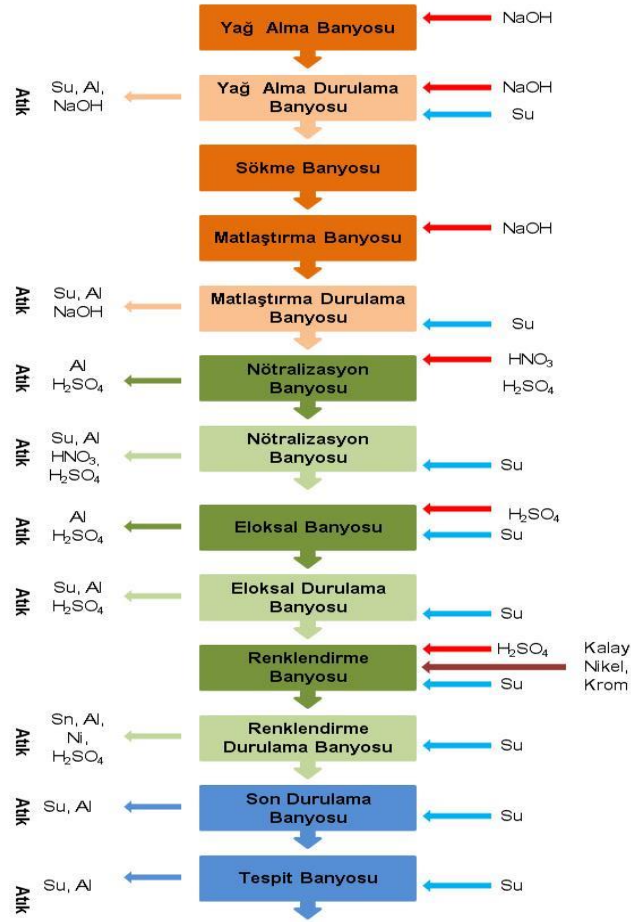 Yağ Alma Banyosu
NaOH
Atık
Su, Al,
NaOH
Yağ Alma Durulama
Banyosu
NaOH
Su
Sökme Banyosu
Matlaştırma Banyosu
NaOH
Atık
Su, Al
NaOH
Matlaştırma Durulama
Banyosu
Su
Atık
Al
H₂SO₄
Nötralizasyon
Banyosu
HNO₃
H₂SO₄
Atık
Su, Al
HNO₃,
H₂SO₄
Nötralizasyon
Banyosu
Su
Atık
Al
H₂SO₄
Eloksal Banyosu
H₂SO₄
Su
Atık
Su, Al
H₂SO₄
Eloksal Durulama
Banyosu
Su
Renklendirme
Banyosu
H₂SO₄
Su
Kalay
Nikel,
Krom
Atık
Sn, Al,
Ni,
H₂SO₄
Renklendirme
Durulama Banyosu
Su
Atık
Su, Al
Son Durulama
Banyosu
Su
Atık
Su, Al
Tespit Banyosu
Su